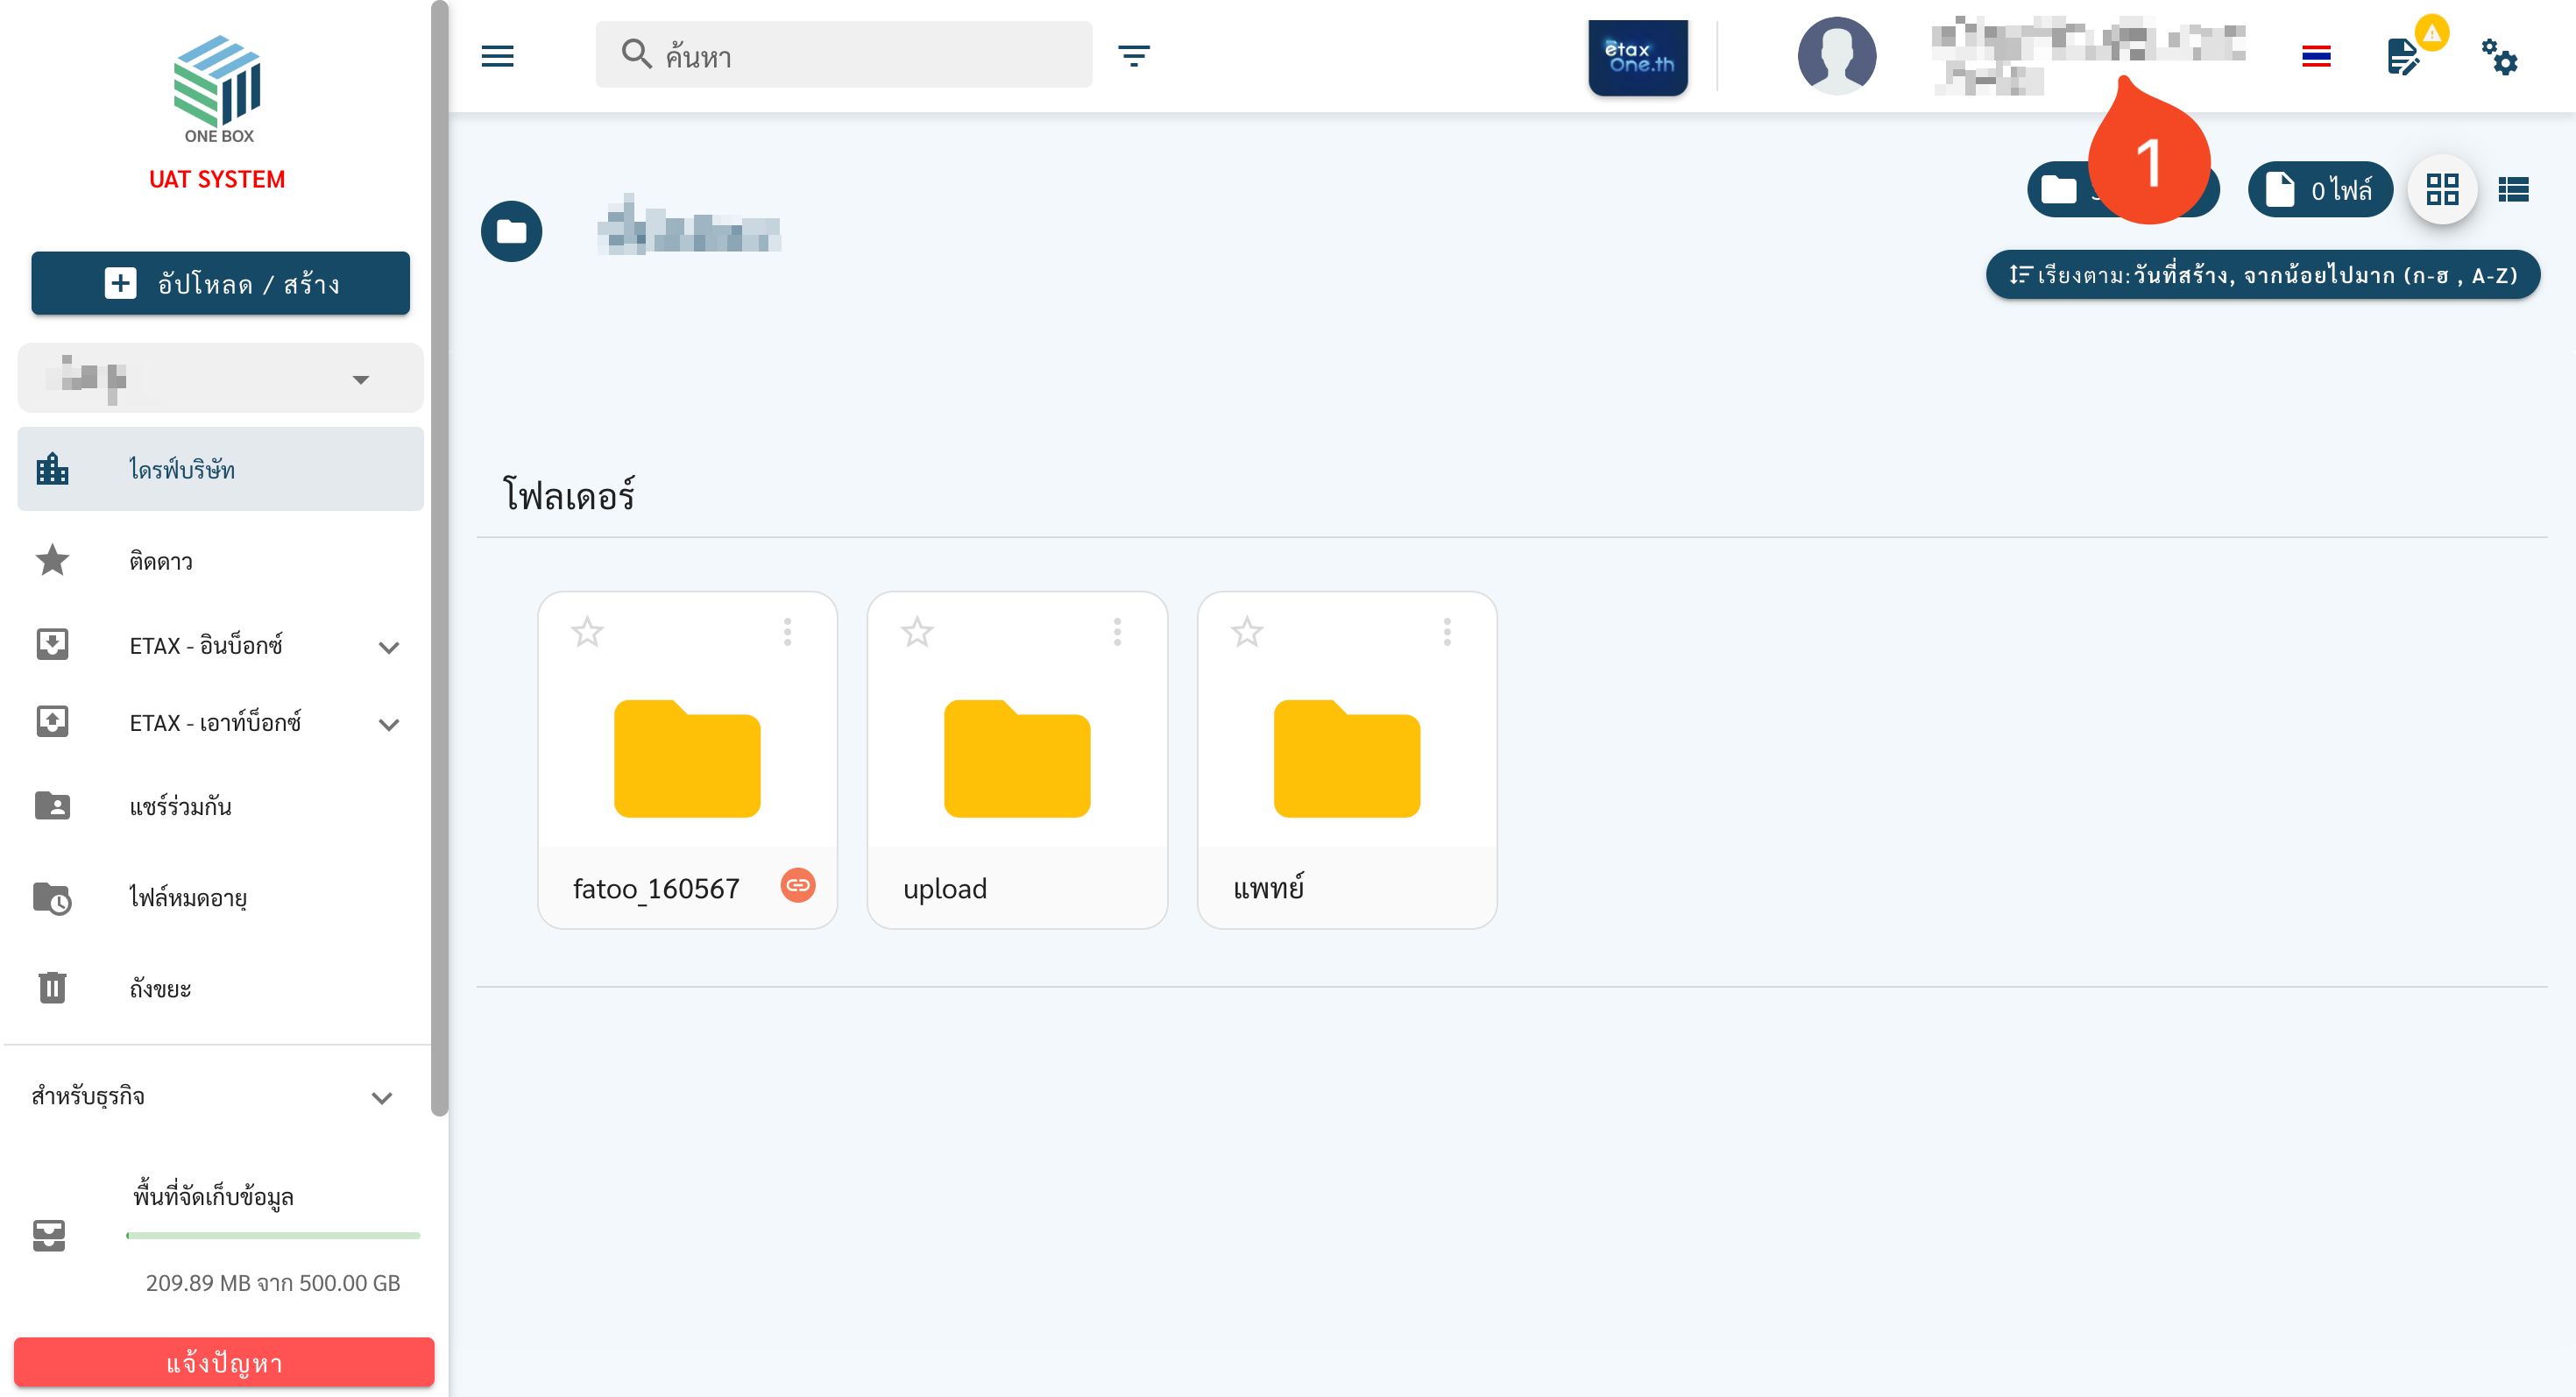 ONE BOX
UAT SYSTEM
อัปโหลด / สร้าง
ไดรฟ์บริษัท
ติดดาว
ETAX - อินบ็อกซ์
ETAX - เอาท์บ็อกซ์
แชร์ร่วมกัน
ไฟล์หมดอายุ
ถังขยะ
สำหรับธุรกิจ
พื้นที่จัดเก็บข้อมูล
209.89 MB จาก 500.00 GB
แจ้งปัญหา
ค้นหา
etax
One.th
1
0 ไฟล์
เรียงตาม: วันที่สร้าง, จากน้อยไปมาก (ก-ฮ , A-Z)
โฟลเดอร์
fatoo_160567
upload
แพทย์